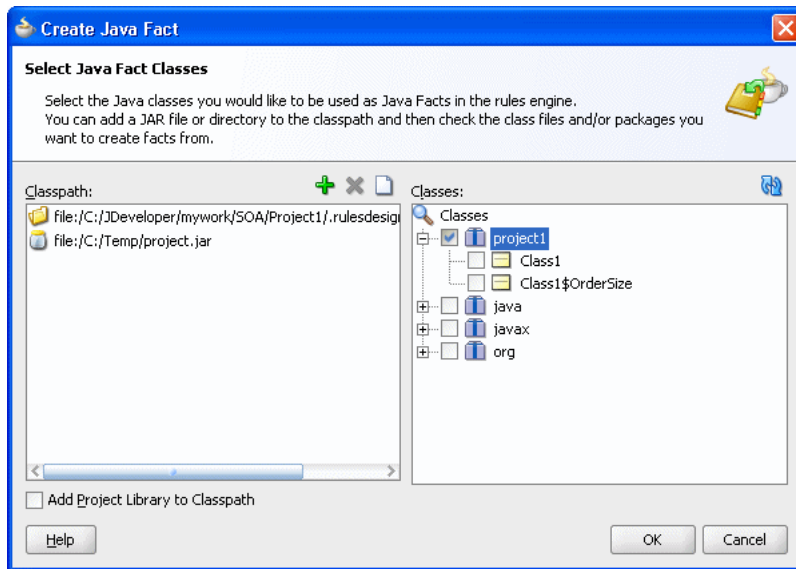 Create Java Fact
Select Java Fact Classes
Select the Java classes you would like to be used as Java Facts in the rules engine.
You can add a JAR file or directory to the classpath and then check the class files and/or packages you
want to create facts from.
Classpath:
file:/C:/JDeveloper/mywork/SOA/Project1/.rulesdesig
file:/C:/Temp/project.jar
Classes:
Classes
project1
Class1
Class1$OrderSize
java
javax
org
Add Project Library to Classpath
Help
OK
Cancel